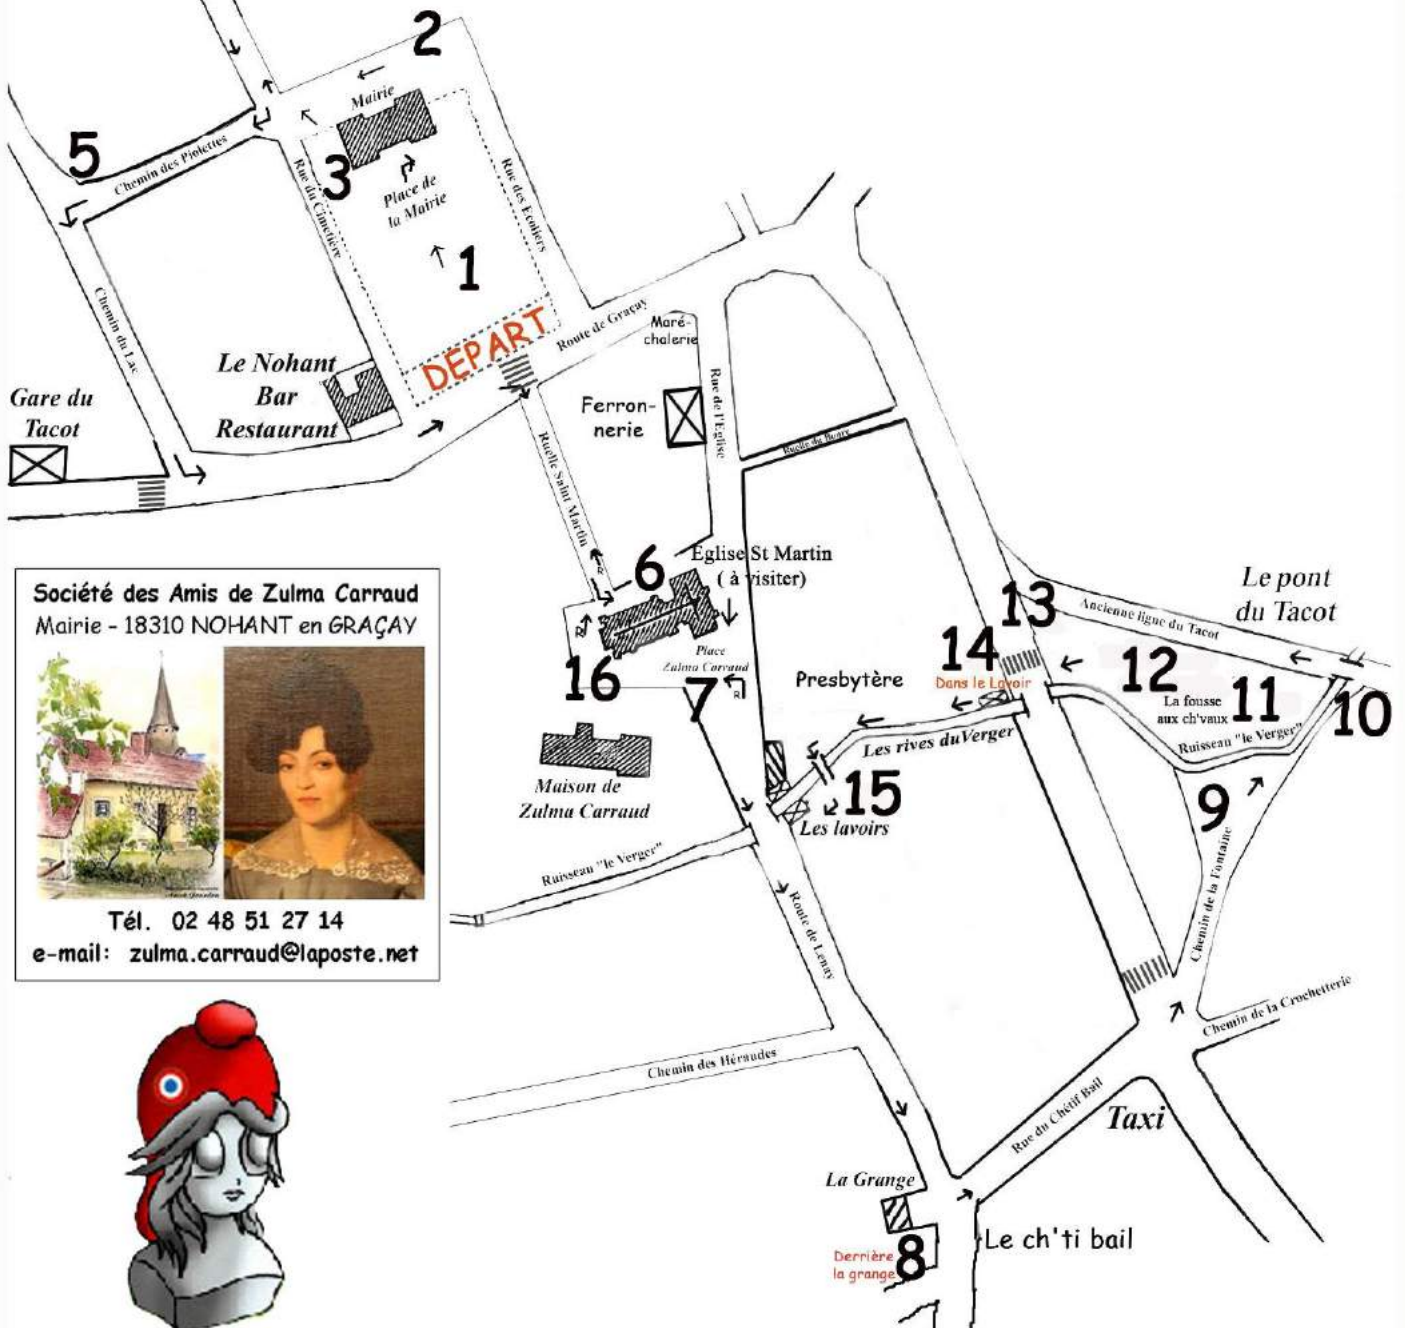 2
Mairie
5
Chemin des Piolettes
3
Rue du Cimetière
Place de
la Mairie
Rue des Ecoliers
1
DEPART
Route de Graçay
Maré-
chalerie
Chemin du Lac
Le Nohant
Bar
Restaurant
Gare du
Tacot
Ferron-
nerie
Rue de l'Eglise
Ruelle Saint Martin
6
Eglise St Martin
( à visiter)
R
R
Place
Zulma Carraud
R
16
7
Presbytère
13
Ancienne ligne du Tacot
Le pont
du Tacot
14
Dans le Lavoir
12
La fousse
aux ch'vaux
11
10
Ruisseau "le Verger"
Les rives du Verger
15
Les lavoirs
9
Chemin de la Fontaine
Maison de
Zulma Carraud
Ruisseau "le Verger"
Route de Lenay
Chemin de la Crochetterie
Chemin des Héraudes
Rue du Chétif Bail
Taxi
La Grange
Derrière
la grange
8
Le ch'ti bail
Société des Amis de Zulma Carraud
Mairie - 18310 NOHANT en GRAÇAY
Tél. 02 48 51 27 14
e-mail: zulma.carraud@laposte.net